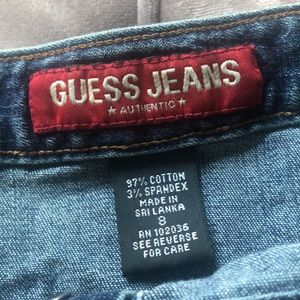 GUESS JEANS
★ AUTHENTIC ★
97% COTTON
3% SPANDEX
MADE IN
SRI LANKA
8
RN 102036
SEE REVERSE
FOR CARE